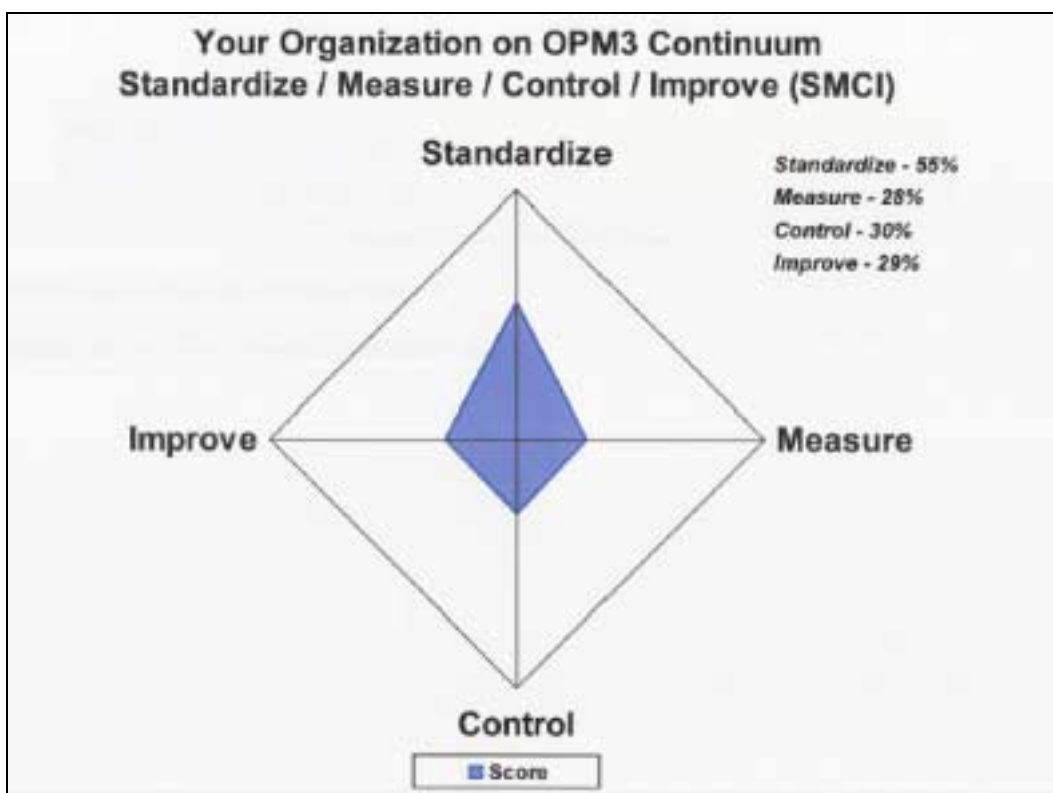 Your Organization on OPM3 Continuum
Standardize / Measure / Control / Improve (SMCI)
Standardize
Standardize - 55%
Measure - 28%
Control - 30%
Improve - 29%
Improve
Measure
Control
Score